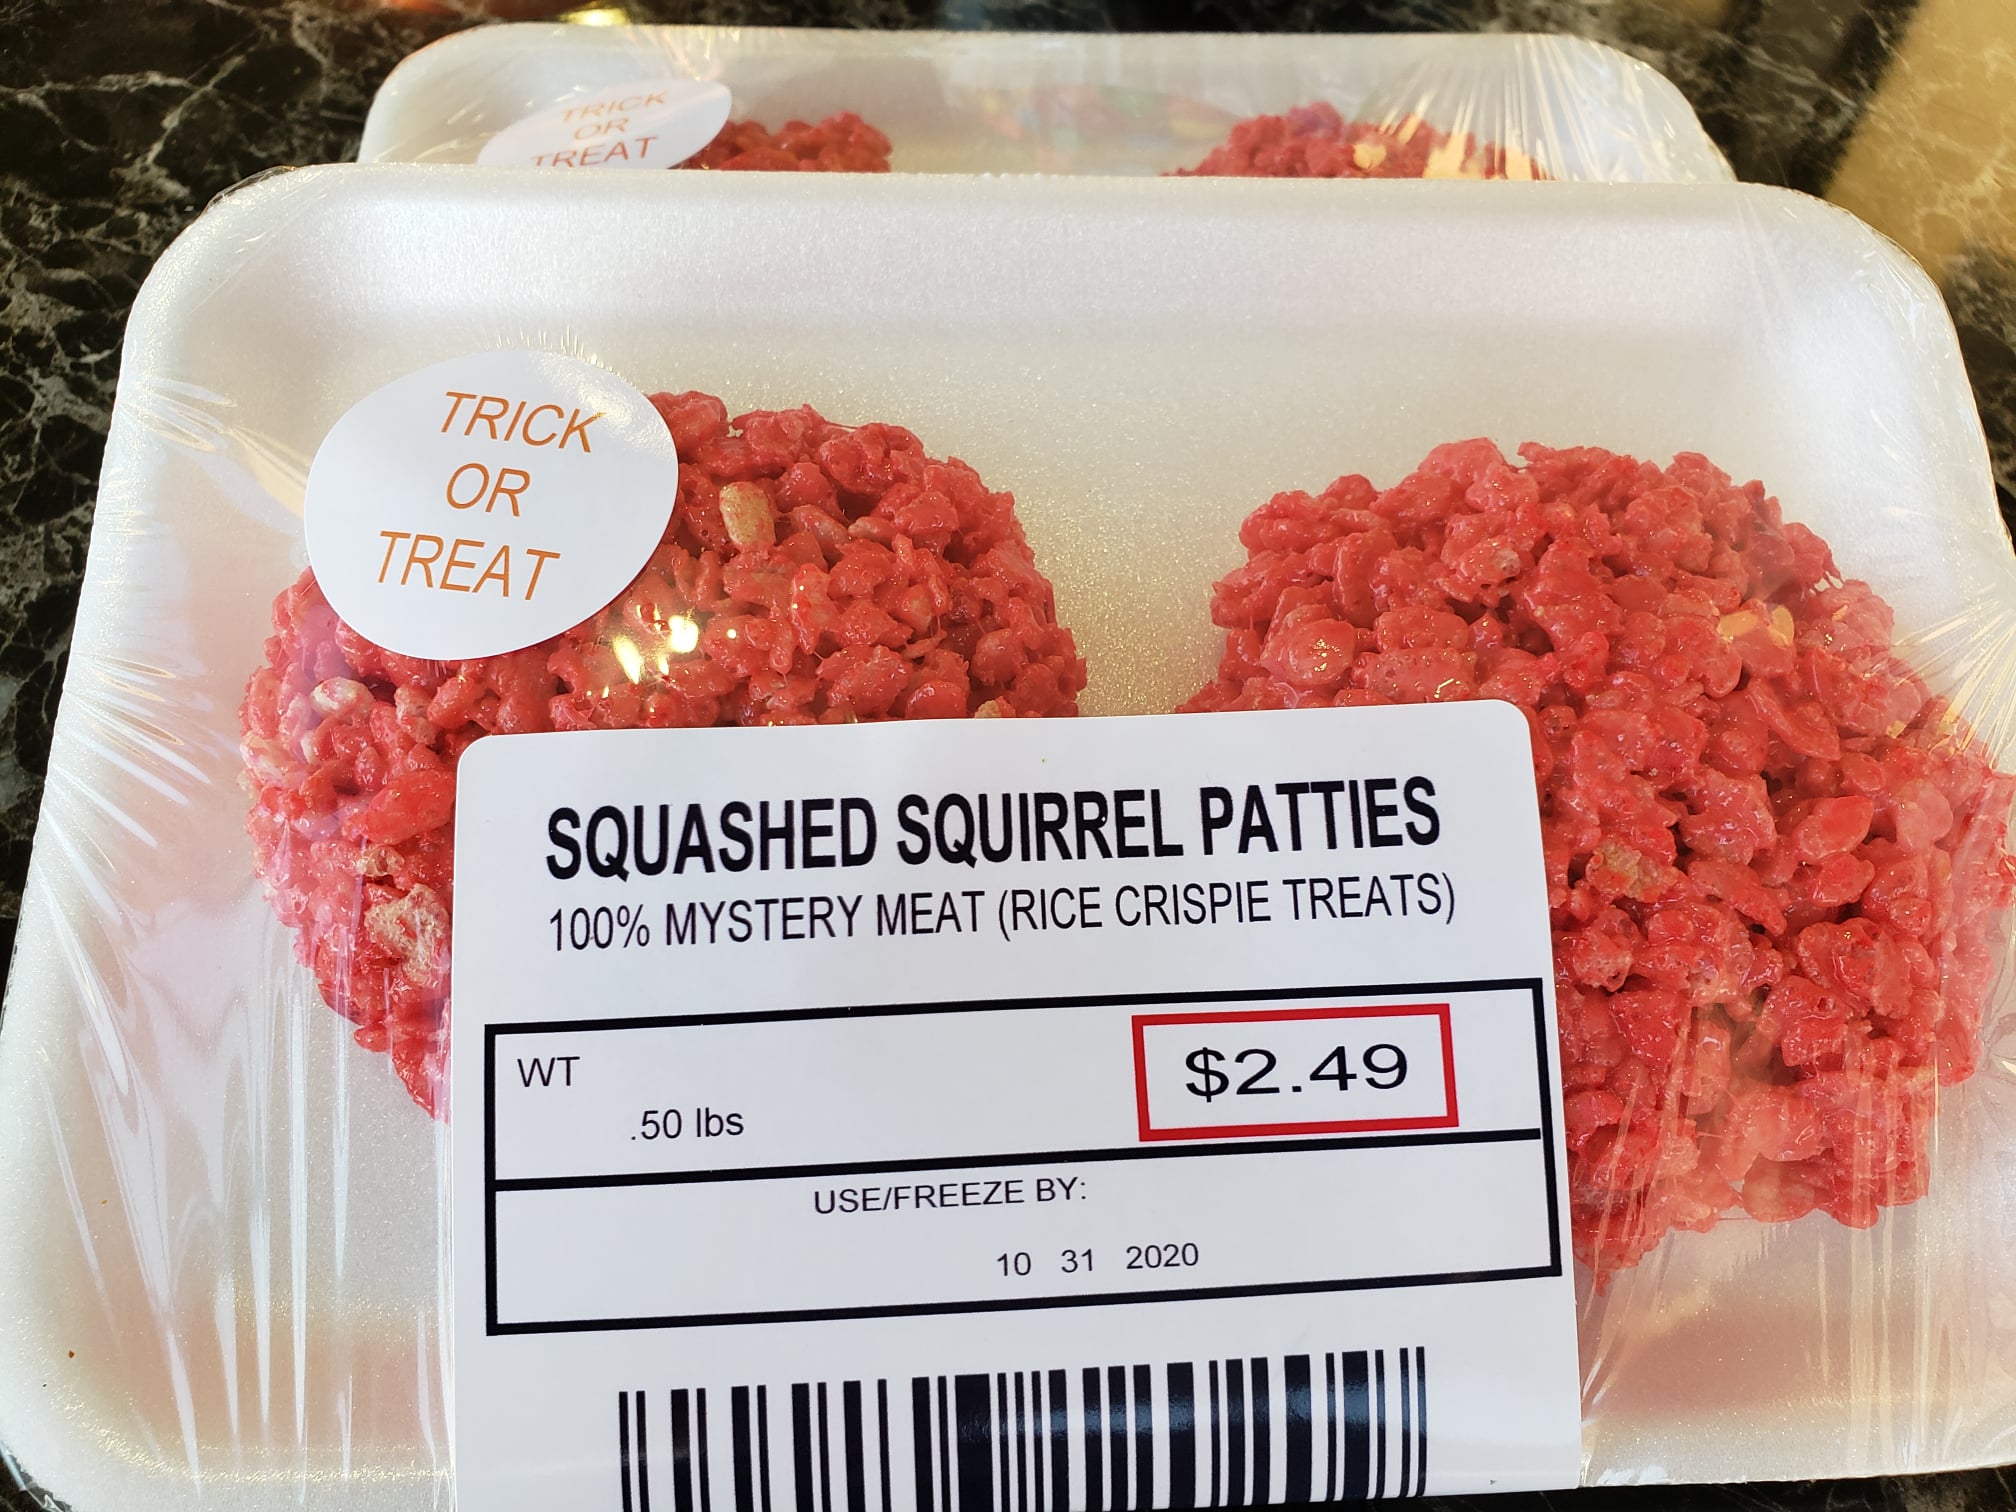 TRICK
OR
TREAT
TRICK
OR
TREAT
SQUASHED SQUIRREL PATTIES
100% MYSTERY MEAT (RICE CRISPIE TREATS)
WT
.50 lbs
$2.49
USE/FREEZE BY:
10 31 2020